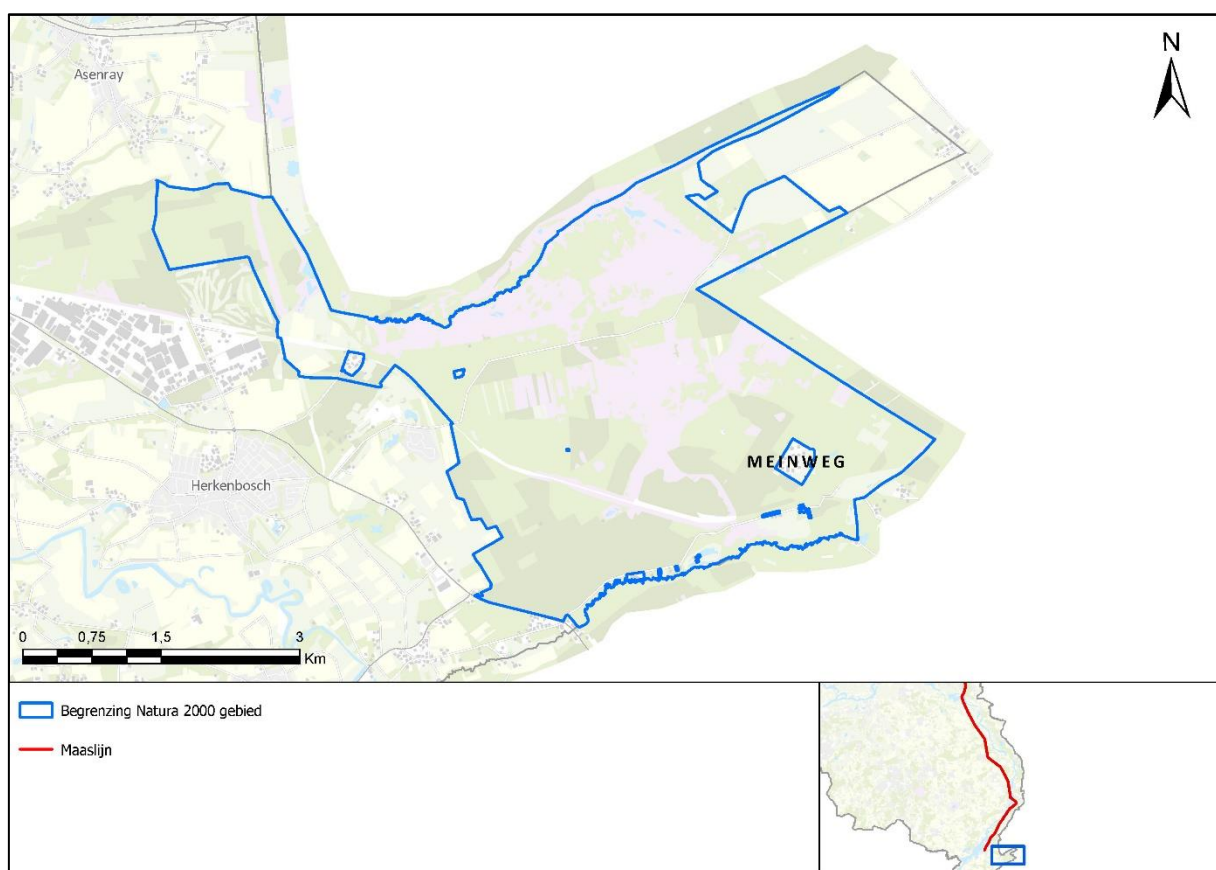 N
Asenray
MEINWEG
Herkenbosch
0 0,75 1,5 3
Km
Begrenzing Natura 2000 gebied
Maaslijn